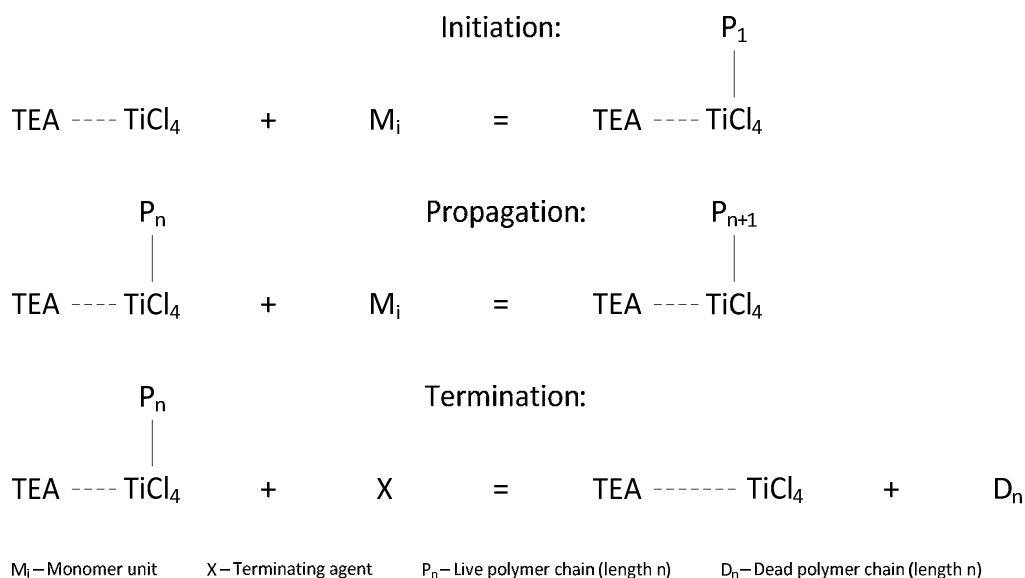 Initiation:
P₁
TEA ---- TiCl₄ + Mᵢ = TEA ---- TiCl₄
Pₙ Propagation: Pₙ₊₁
TEA ---- TiCl₄ + Mᵢ = TEA ---- TiCl₄
Pₙ Termination:
TEA ---- TiCl₄ + X = TEA ------- TiCl₄ + Dₙ
Mᵢ – Monomer unit X – Terminating agent Pₙ – Live polymer chain (length n) Dₙ – Dead polymer chain (length n)